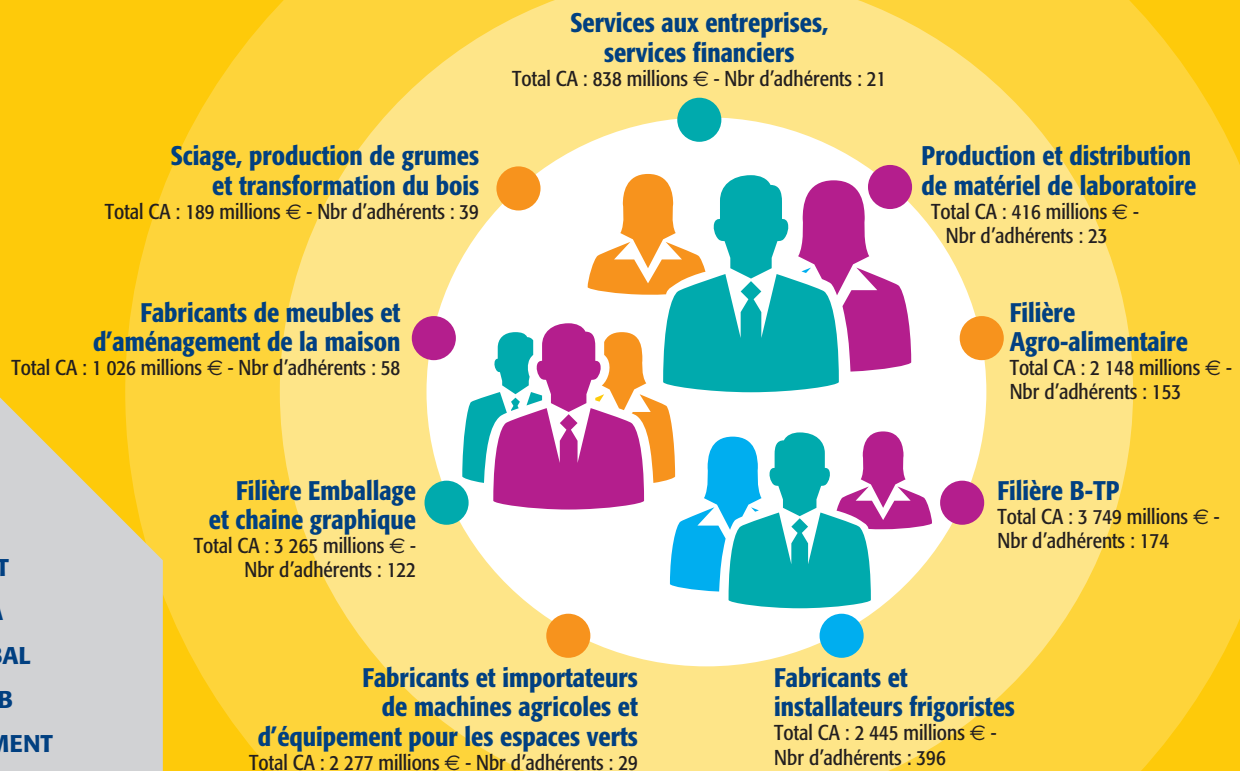 Services aux entreprises,
services financiers
Total CA : 838 millions € - Nbr d'adhérents : 21
Sciage, production de grumes
et transformation du bois
Total CA : 189 millions € - Nbr d'adhérents : 39
Production et distribution
de matériel de laboratoire
Total CA : 416 millions € -
Nbr d'adhérents : 23
Fabricants de meubles et
d'aménagement de la maison
Total CA : 1 026 millions € - Nbr d'adhérents : 58
Filière
Agro-alimentaire
Total CA : 2 148 millions € -
Nbr d'adhérents : 153
Filière Emballage
et chaine graphique
Total CA : 3 265 millions € -
Nbr d'adhérents : 122
Filière B-TP
Total CA : 3 749 millions € -
Nbr d'adhérents : 174
Fabricants et importateurs
de machines agricoles et
d'équipement pour les espaces verts
Total CA : 2 277 millions € - Nbr d'adhérents : 29
Fabricants et
installateurs frigoristes
Total CA : 2 445 millions € -
Nbr d'adhérents : 396